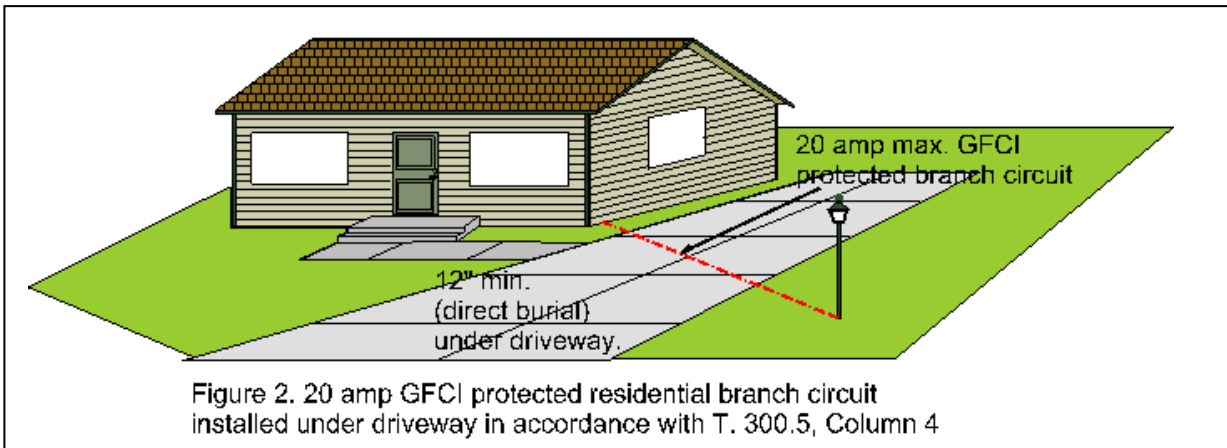 20 amp max. GFCI
protected branch circuit
12" min.
(direct burial)
under driveway.
Figure 2. 20 amp GFCI protected residential branch circuit
installed under driveway in accordance with T. 300.5, Column 4